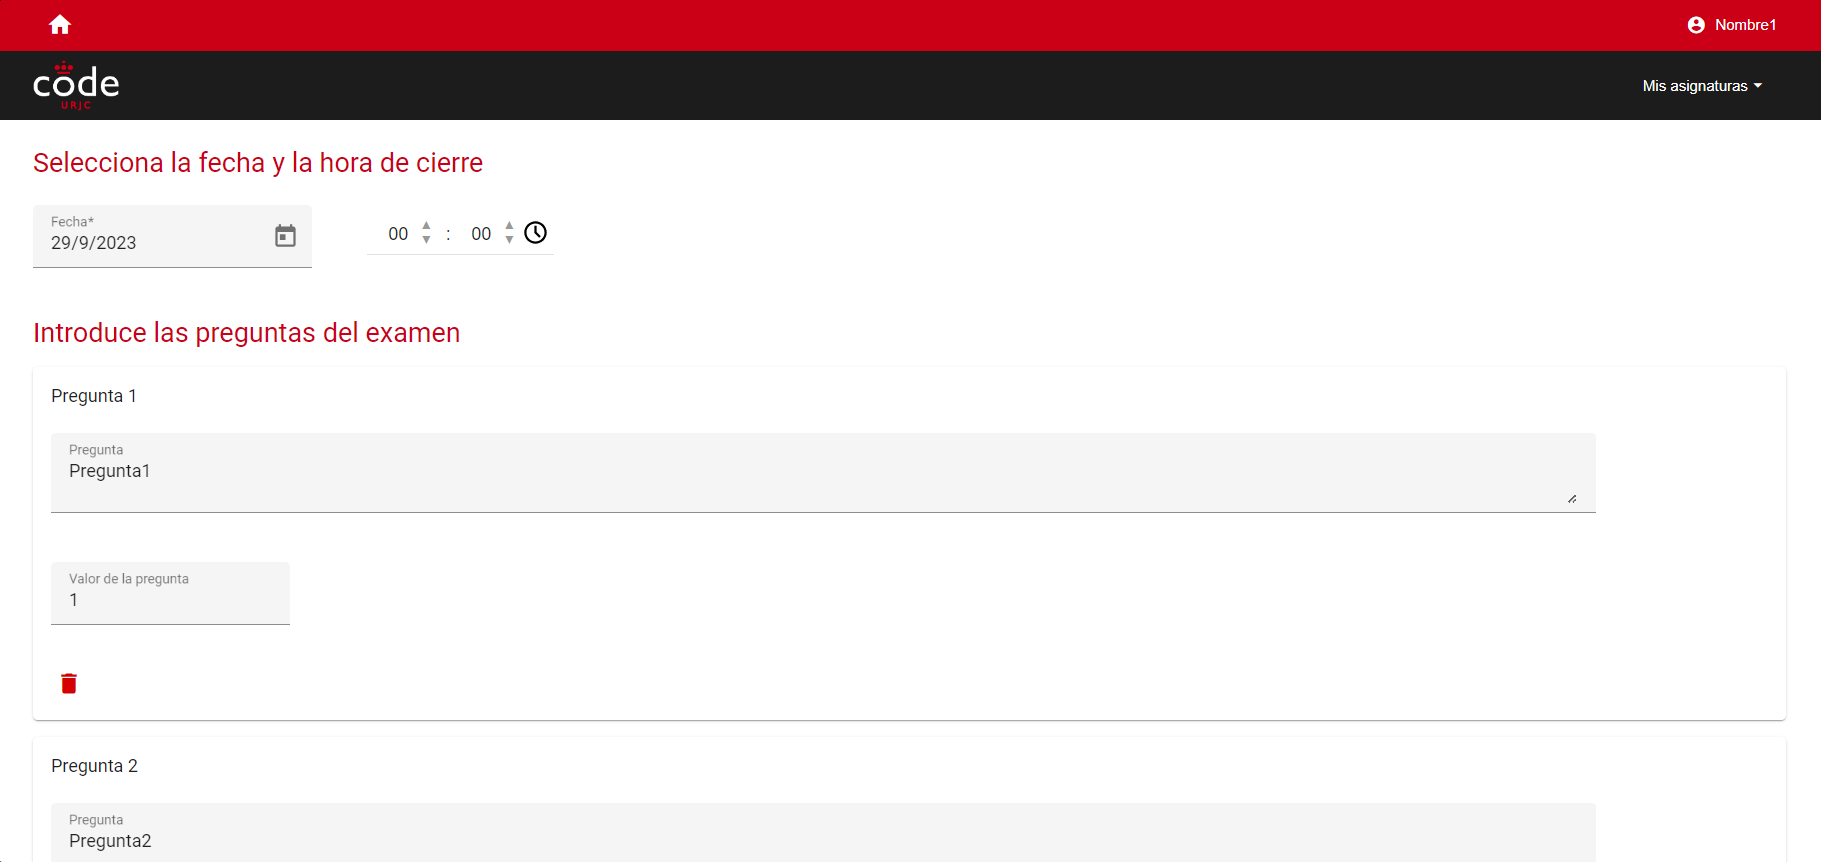 Nombre1
code
URJC
Mis asignaturas
Selecciona la fecha y la hora de cierre
Fecha*
29/9/2023
00 : 00
Introduce las preguntas del examen
Pregunta 1
Pregunta
Pregunta1
Valor de la pregunta
1
Pregunta 2
Pregunta
Pregunta2